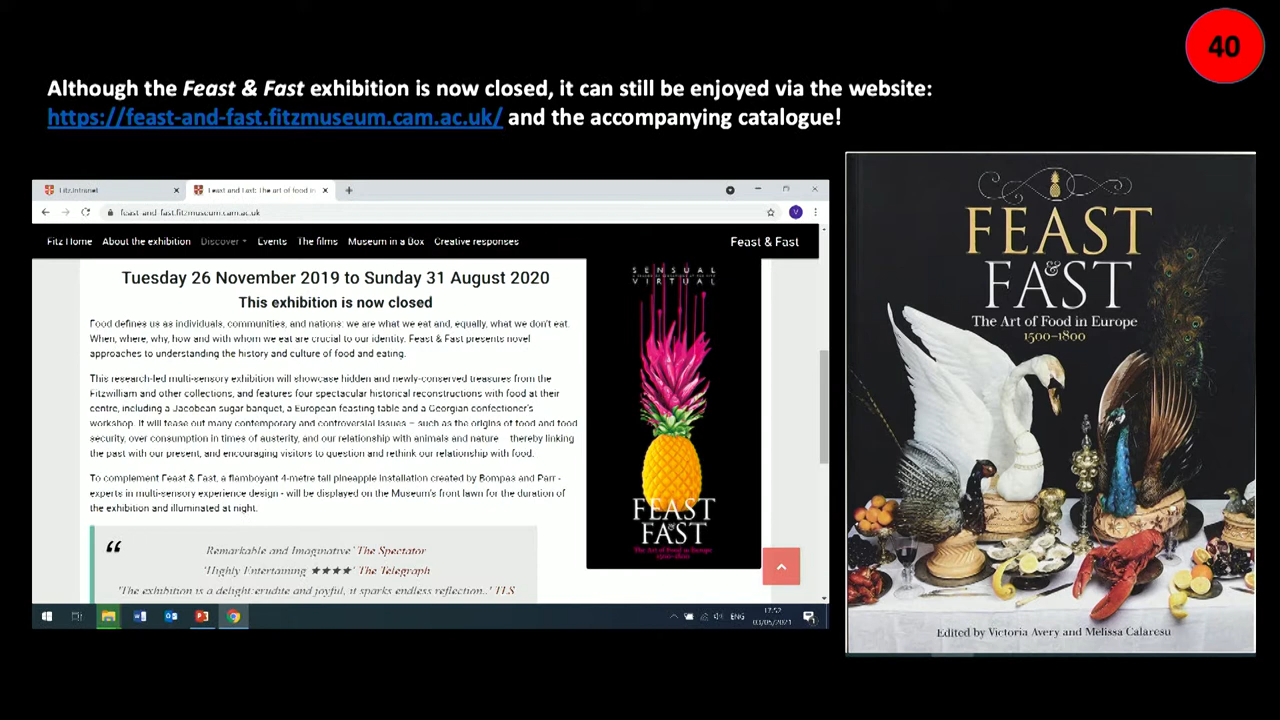 40
Although the Feast & Fast exhibition is now closed, it can still be enjoyed via the website:
https://feast-and-fast.fitzmuseum.cam.ac.uk/ and the accompanying catalogue!
Fitz Intranet
Feast and Fast: The art of food in
feast-and-fast.fitzmuseum.cam.ac.uk
V
Fitz Home About the exhibition Discover Events The films Museum in a Box Creative responses Feast & Fast
Tuesday 26 November 2019 to Sunday 31 August 2020
This exhibition is now closed
Food defines us as individuals, communities, and nations: we are what we eat and, equally, what we don't eat.
When, where, why, how and with whom we eat are crucial to our identity. Feast & Fast presents novel
approaches to understanding the history and culture of food and eating.
This research-led multi-sensory exhibition will showcase hidden and newly-conserved treasures from the
Fitzwilliam and other collections, and features four spectacular historical reconstructions with food at their
centre, including a Jacobean sugar banquet, a European feasting table and a Georgian confectioner's
workshop. It will tease out many contemporary and controversial issues – such as the origins of food and food
security, over consumption in times of austerity, and our relationship with animals and nature – thereby linking
the past with our present, and encouraging visitors to question and rethink our relationship with food.
To complement Feast & Fast, a flamboyant 4-metre tall pineapple installation created by Bompas and Parr -
experts in multi-sensory experience design - will be displayed on the Museum's front lawn for the duration of
the exhibition and illuminated at night.
“ Remarkable and Imaginative' The Spectator
'Highly Entertaining ★★★★' The Telegraph
'The exhibition is a delight: erudite and joyful, it sparks endless reflection..' TLS
SENSUAL
VIRTUAL
FEAST
&
FAST
The Art of Food in Europe
1500–1800
ENG
17:52
03/05/2021
FEAST
&
FAST
The Art of Food in Europe
1500–1800
Edited by Victoria Avery and Melissa Calaresu